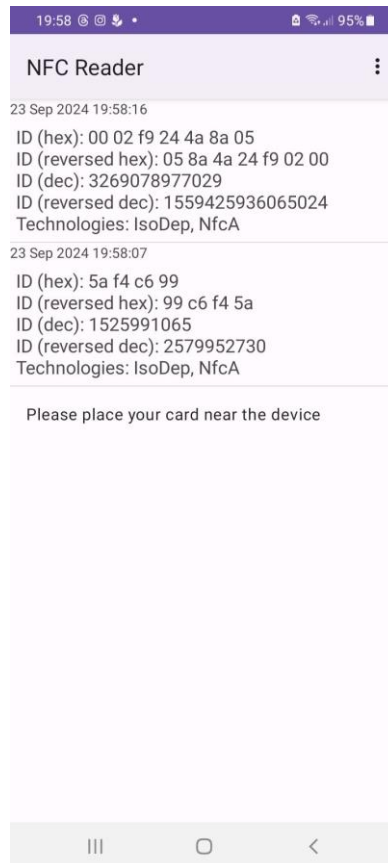 19:58 95%
NFC Reader
23 Sep 2024 19:58:16
ID (hex): 00 02 f9 24 4a 8a 05
ID (reversed hex): 05 8a 4a 24 f9 02 00
ID (dec): 3269078977029
ID (reversed dec): 1559425936065024
Technologies: IsoDep, NfcA
23 Sep 2024 19:58:07
ID (hex): 5a f4 c6 99
ID (reversed hex): 99 c6 f4 5a
ID (dec): 1525991065
ID (reversed dec): 2579952730
Technologies: IsoDep, NfcA
Please place your card near the device